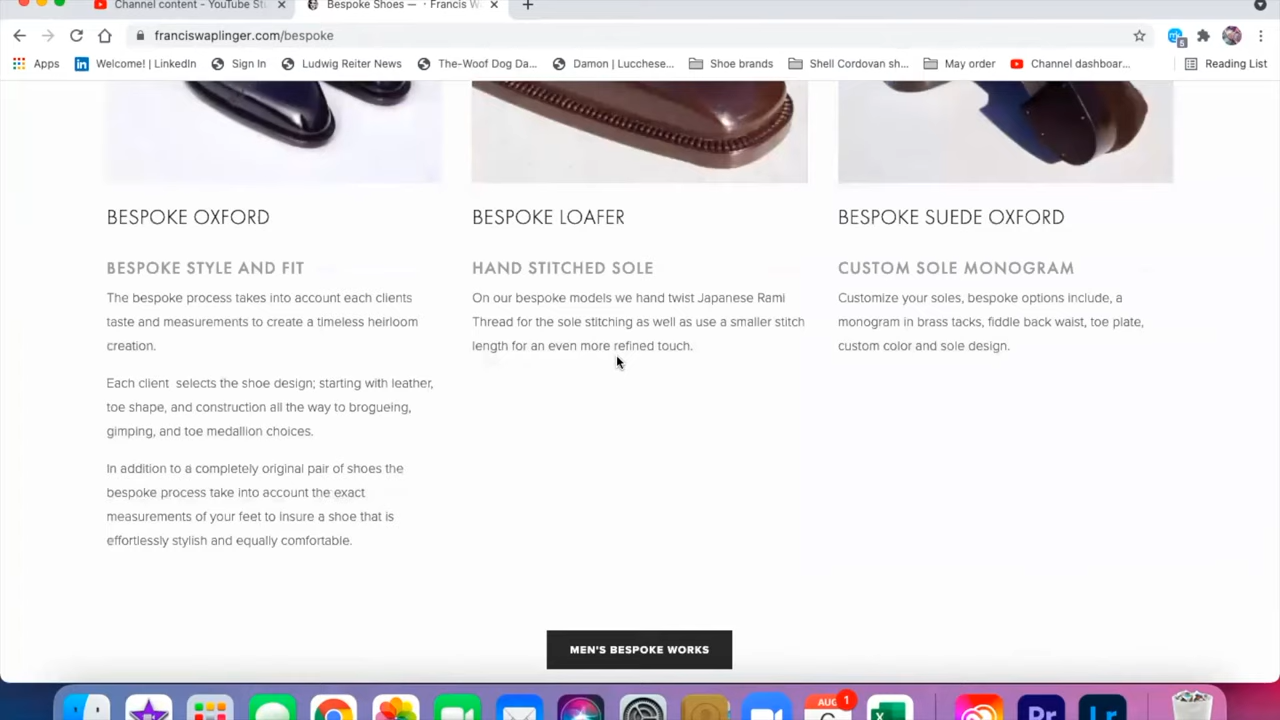 Channel content - YouTube St
Bespoke Shoes — · Francis W
franciswaplinger.com/bespoke
5
Apps
Welcome! | LinkedIn
Sign In
Ludwig Reiter News
The-Woof Dog Da...
Damon | Lucchese...
Shoe brands
Shell Cordovan sh...
May order
Channel dashboar...
Reading List
BESPOKE OXFORD
BESPOKE STYLE AND FIT
The bespoke process takes into account each clients
taste and measurements to create a timeless heirloom
creation.
Each client selects the shoe design; starting with leather,
toe shape, and construction all the way to brogueing,
gimping, and toe medallion choices.
In addition to a completely original pair of shoes the
bespoke process take into account the exact
measurements of your feet to insure a shoe that is
effortlessly stylish and equally comfortable.
BESPOKE LOAFER
HAND STITCHED SOLE
On our bespoke models we hand twist Japanese Rami
Thread for the sole stitching as well as use a smaller stitch
length for an even more refined touch.
BESPOKE SUEDE OXFORD
CUSTOM SOLE MONOGRAM
Customize your soles, bespoke options include, a
monogram in brass tacks, fiddle back waist, toe plate,
custom color and sole design.
MEN'S BESPOKE WORKS
AUG
1
X
Pr
Lr